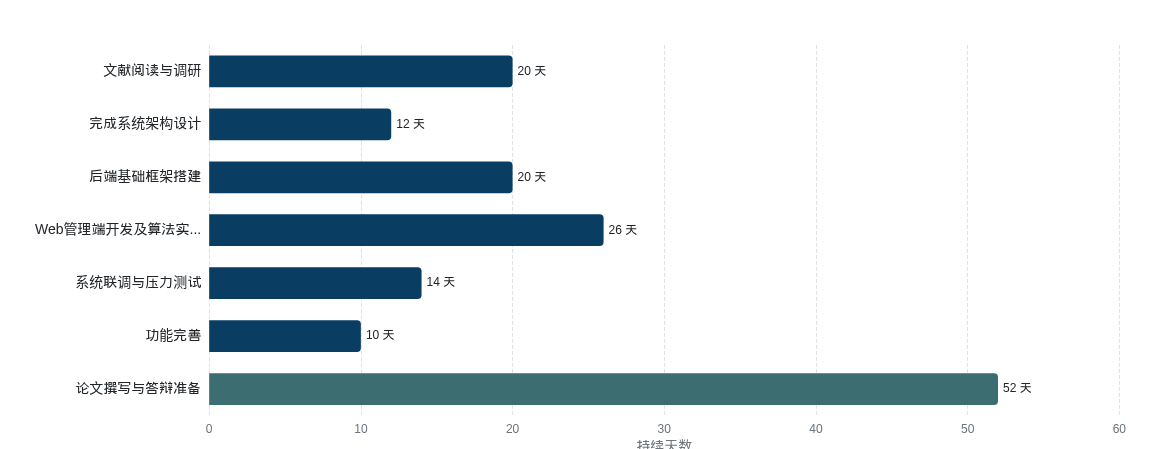 文献阅读与调研 20 天
完成系统架构设计 12 天
后端基础框架搭建 20 天
Web管理端开发及算法实... 26 天
系统联调与压力测试 14 天
功能完善 10 天
论文撰写与答辩准备 52 天
0 10 20 30 40 50 60
持续天数